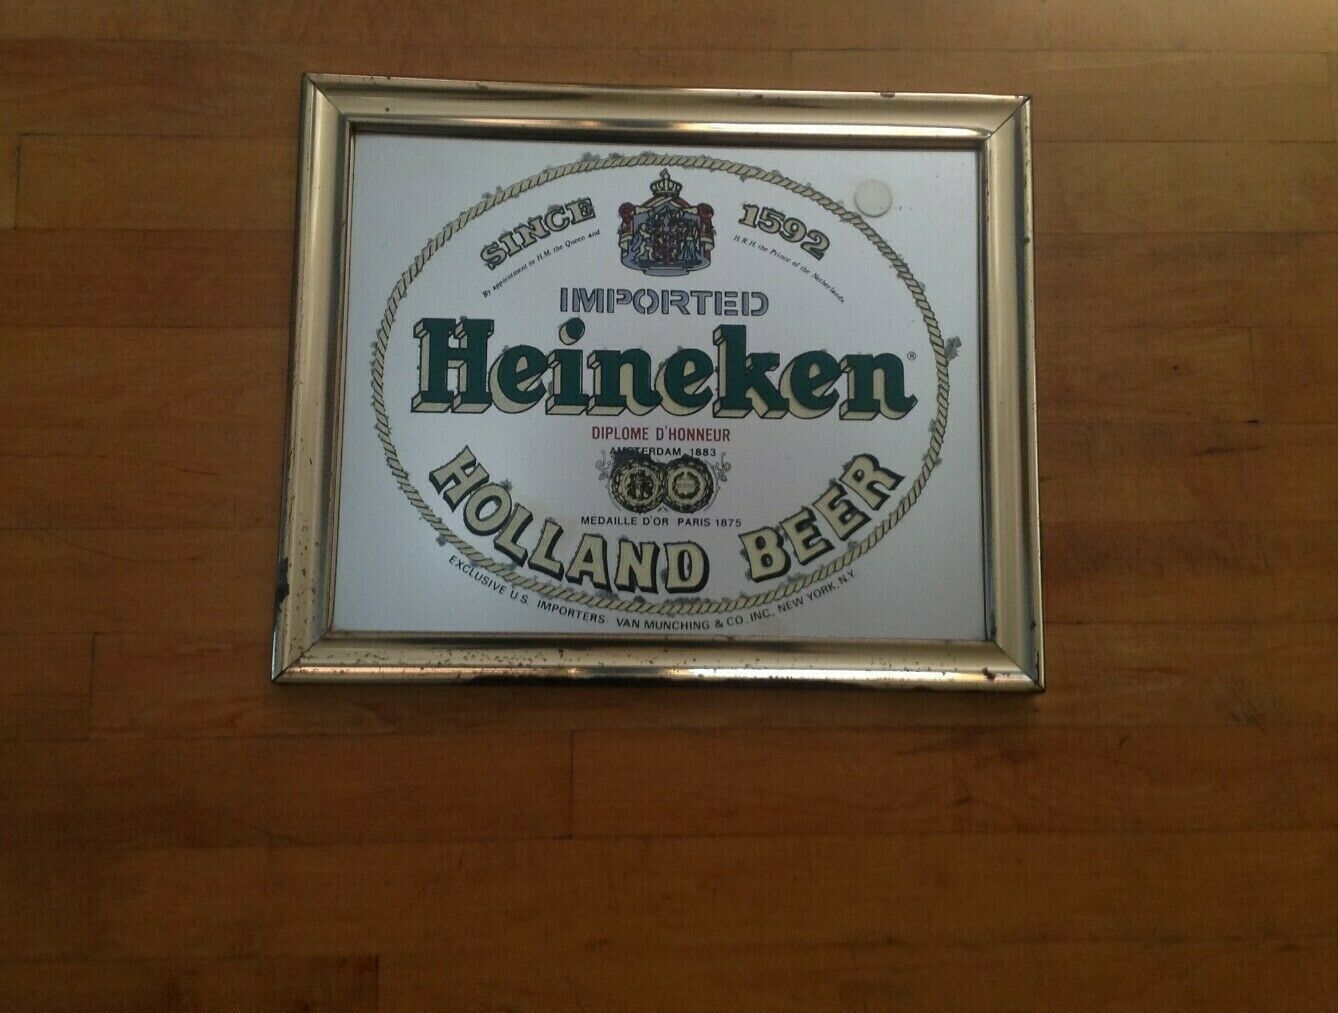 SINCE 1592
By appointment to H.M. the Queen and H.R.H. the Prince of the Netherlands
IMPORTED
Heineken®
DIPLOME D'HONNEUR
AMSTERDAM 1883
MEDAILLE D'OR PARIS 1875
HOLLAND BEER
EXCLUSIVE U.S. IMPORTERS: VAN MUNCHING & CO., INC., NEW YORK, N.Y.